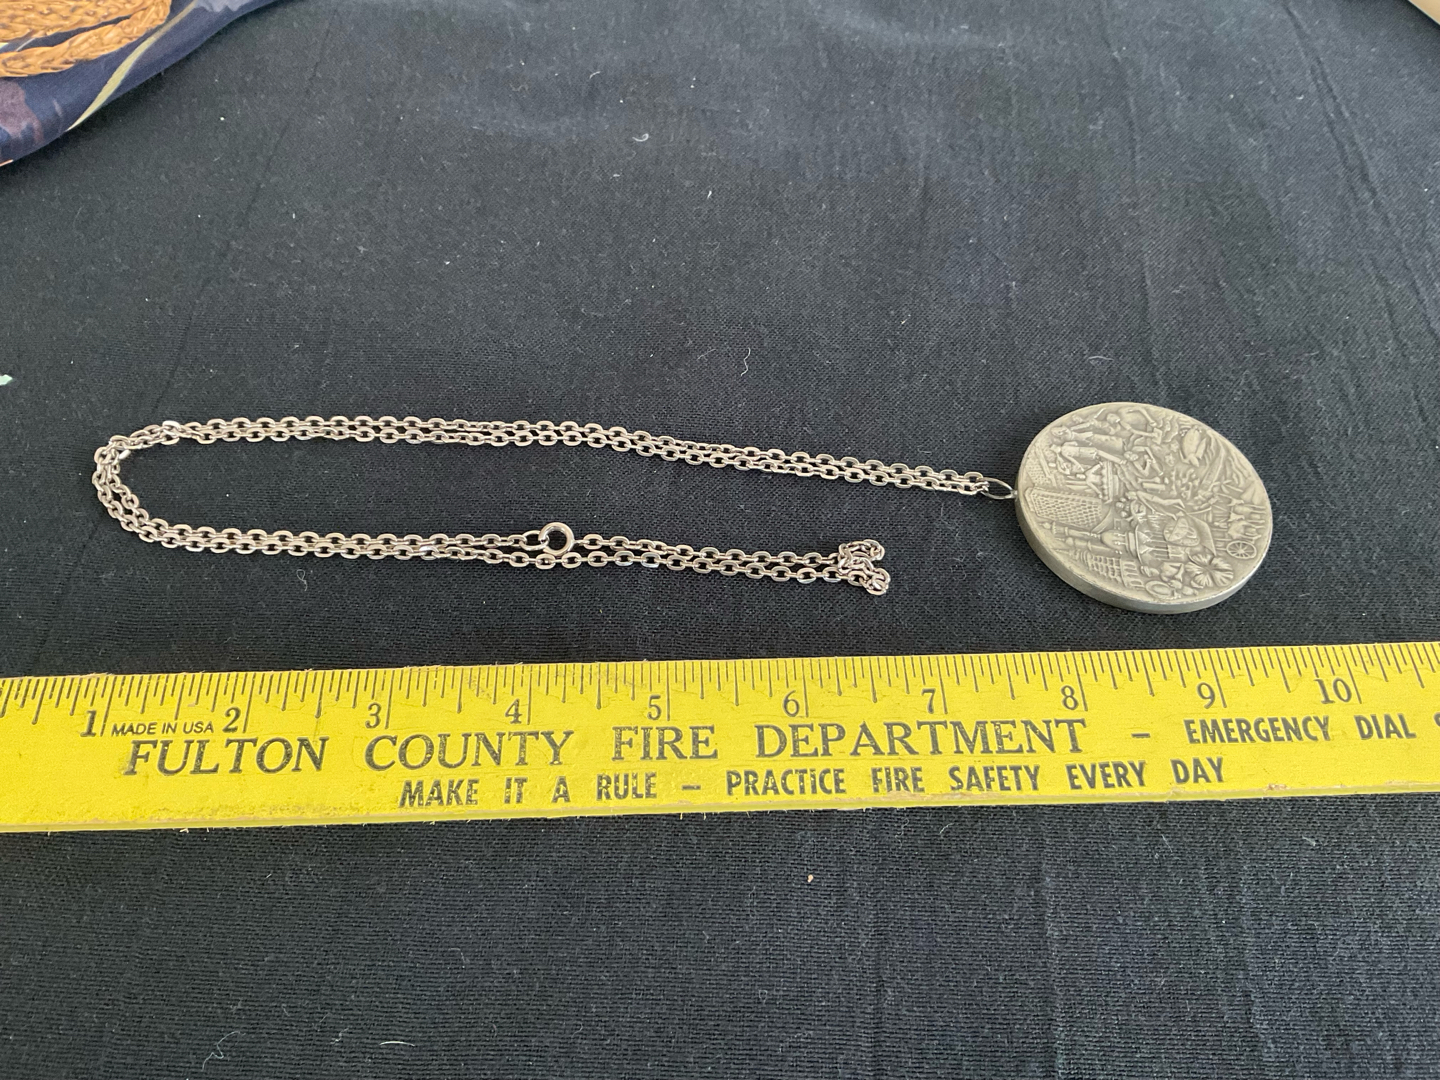 1 MADE IN USA 2 3 4 5 6 7 8 9 10
FULTON COUNTY FIRE DEPARTMENT - EMERGENCY DIAL
MAKE IT A RULE - PRACTICE FIRE SAFETY EVERY DAY